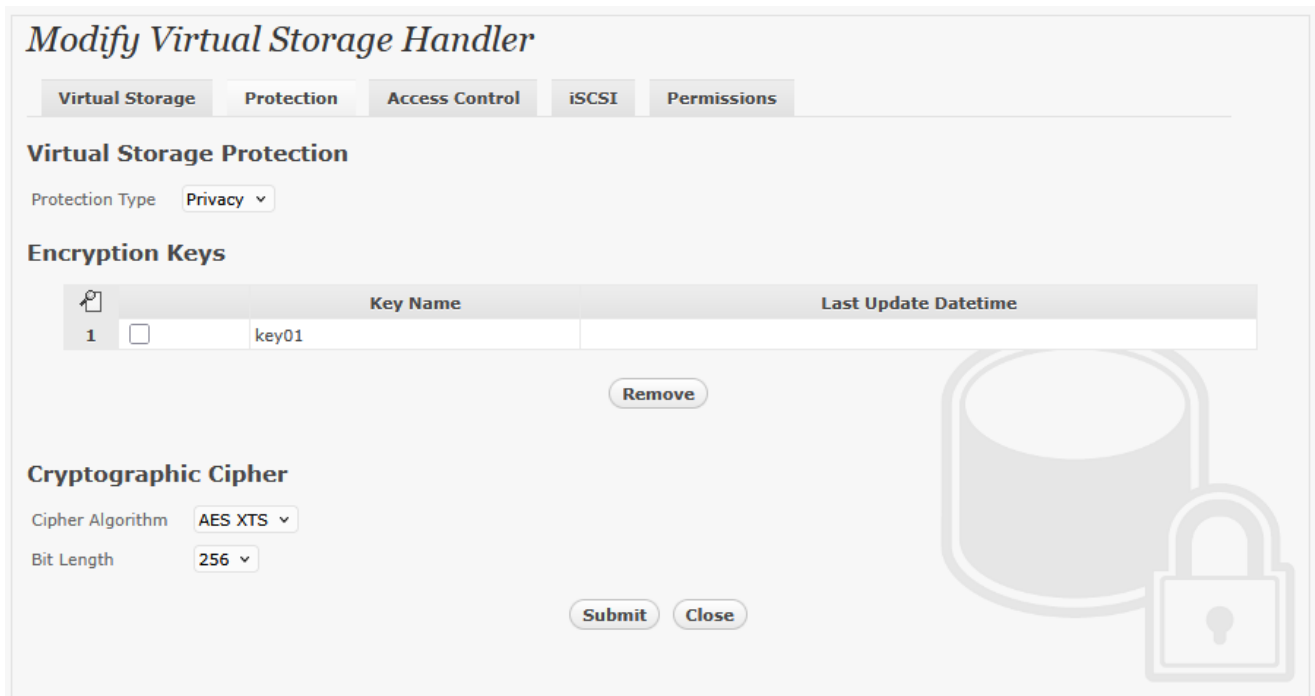 Modify Virtual Storage Handler
Virtual Storage Protection Access Control iSCSI Permissions
Virtual Storage Protection
Protection Type Privacy
Encryption Keys
Key Name Last Update Datetime
1 key01
Remove
Cryptographic Cipher
Cipher Algorithm AES XTS
Bit Length 256
Submit Close